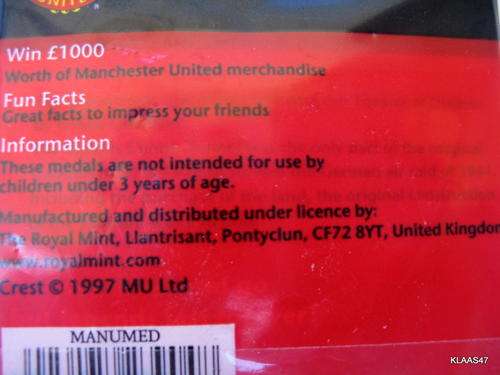 UNITED
Win £1000
Worth of Manchester United merchandise
Fun Facts
Great facts to impress your friends
Information
These medals are not intended for use by
children under 3 years of age.
Manufactured and distributed under licence by:
The Royal Mint, Llantrisant, Pontyclun, CF72 8YT, United Kingdom
www.royalmint.com
Crest © 1997 MU Ltd
MANUMED
KLAAS47